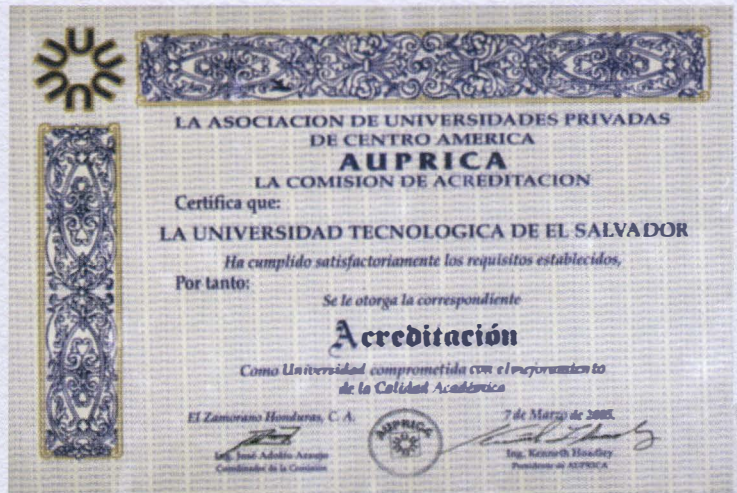 LA ASOCIACION DE UNIVERSIDADES PRIVADAS
DE CENTRO AMERICA
AUPRICA
LA COMISION DE ACREDITACION
Certifica que:
LA UNIVERSIDAD TECNOLOGICA DE EL SALVADOR
Ha cumplido satisfactoriamente los requisitos establecidos,
Por tanto:
Se le otorga la correspondiente
Acreditación
Como Universidad comprometida con el mejoramiento
de la Calidad Académica
El Zamorano Honduras, C. A.
7 de Marzo de 2005.
AUPRICA
Ing. José Adolfo Araujo
Coordinador de la Comisión
Ing. Kenneth Hoadley
Presidente de AUPRICA